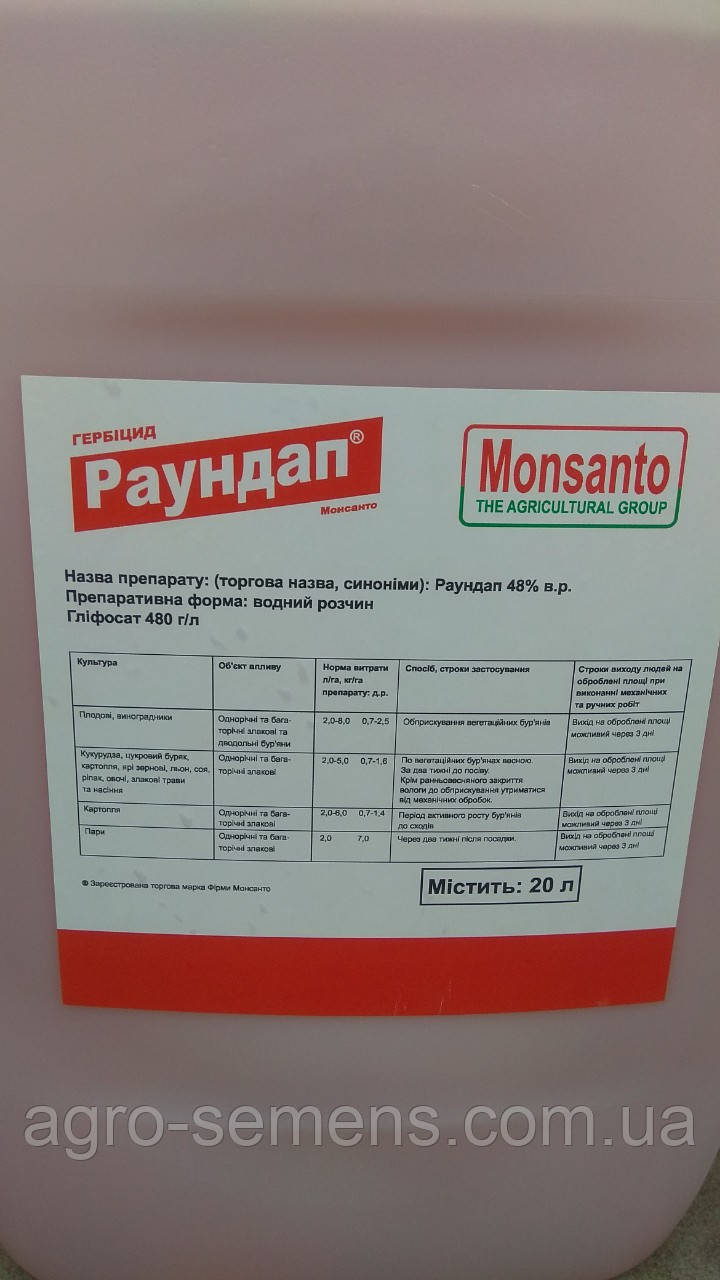 ГЕРБІЦИД
Раундап®
Монсанто
Monsanto
THE AGRICULTURAL GROUP
Назва препарату: (торгова назва, синоніми): Раундап 48% в.р.
Препаративна форма: водний розчин
Гліфосат 480 г/л
Культура
Об'єкт впливу
Норма витрати
л/га, кг/га
препарату: д.р.
Спосіб, строки застосування
Строки виходу людей на
оброблені площі при
виконанні механічних
та ручних робіт
Плодові, виноградники
Однорічні та бага-
торічні злакові та
дводольні бур'яни
2,0-8,0 0,7-2,5
Обприскування вегетаційних бур'янів
Вихід на оброблені площі
можливий через 3 дні
Кукурудза, цукровий буряк,
картопля, ярі зернові, льон, соя,
ріпак, овочі, злакові трави
та насіння
Однорічні та бага-
торічні злакові
2,0-5,0 0,7-1,6
По вегетаційних бур'янах весною.
За два тижні до посіву.
Крім ранньовесняного закриття
вологи до обприскування утриматися
від механічних обробок.
Вихід на оброблені площі
можливий через 3 дні
Картопля
Однорічні та бага-
торічні злакові
2,0-6,0 0,7-1,4
Період активного росту бур'янів
до сходів
Вихід на оброблені площі
можливий через 3 дні
Пари
Однорічні та бага-
торічні злакові
2,0 7,0
Через два тижні після посадки.
Вихід на оброблені площі
можливий через 3 дні
® Зареєстрована торгова марка Фірми Монсанто
Містить: 20 л
agro-semens.com.ua